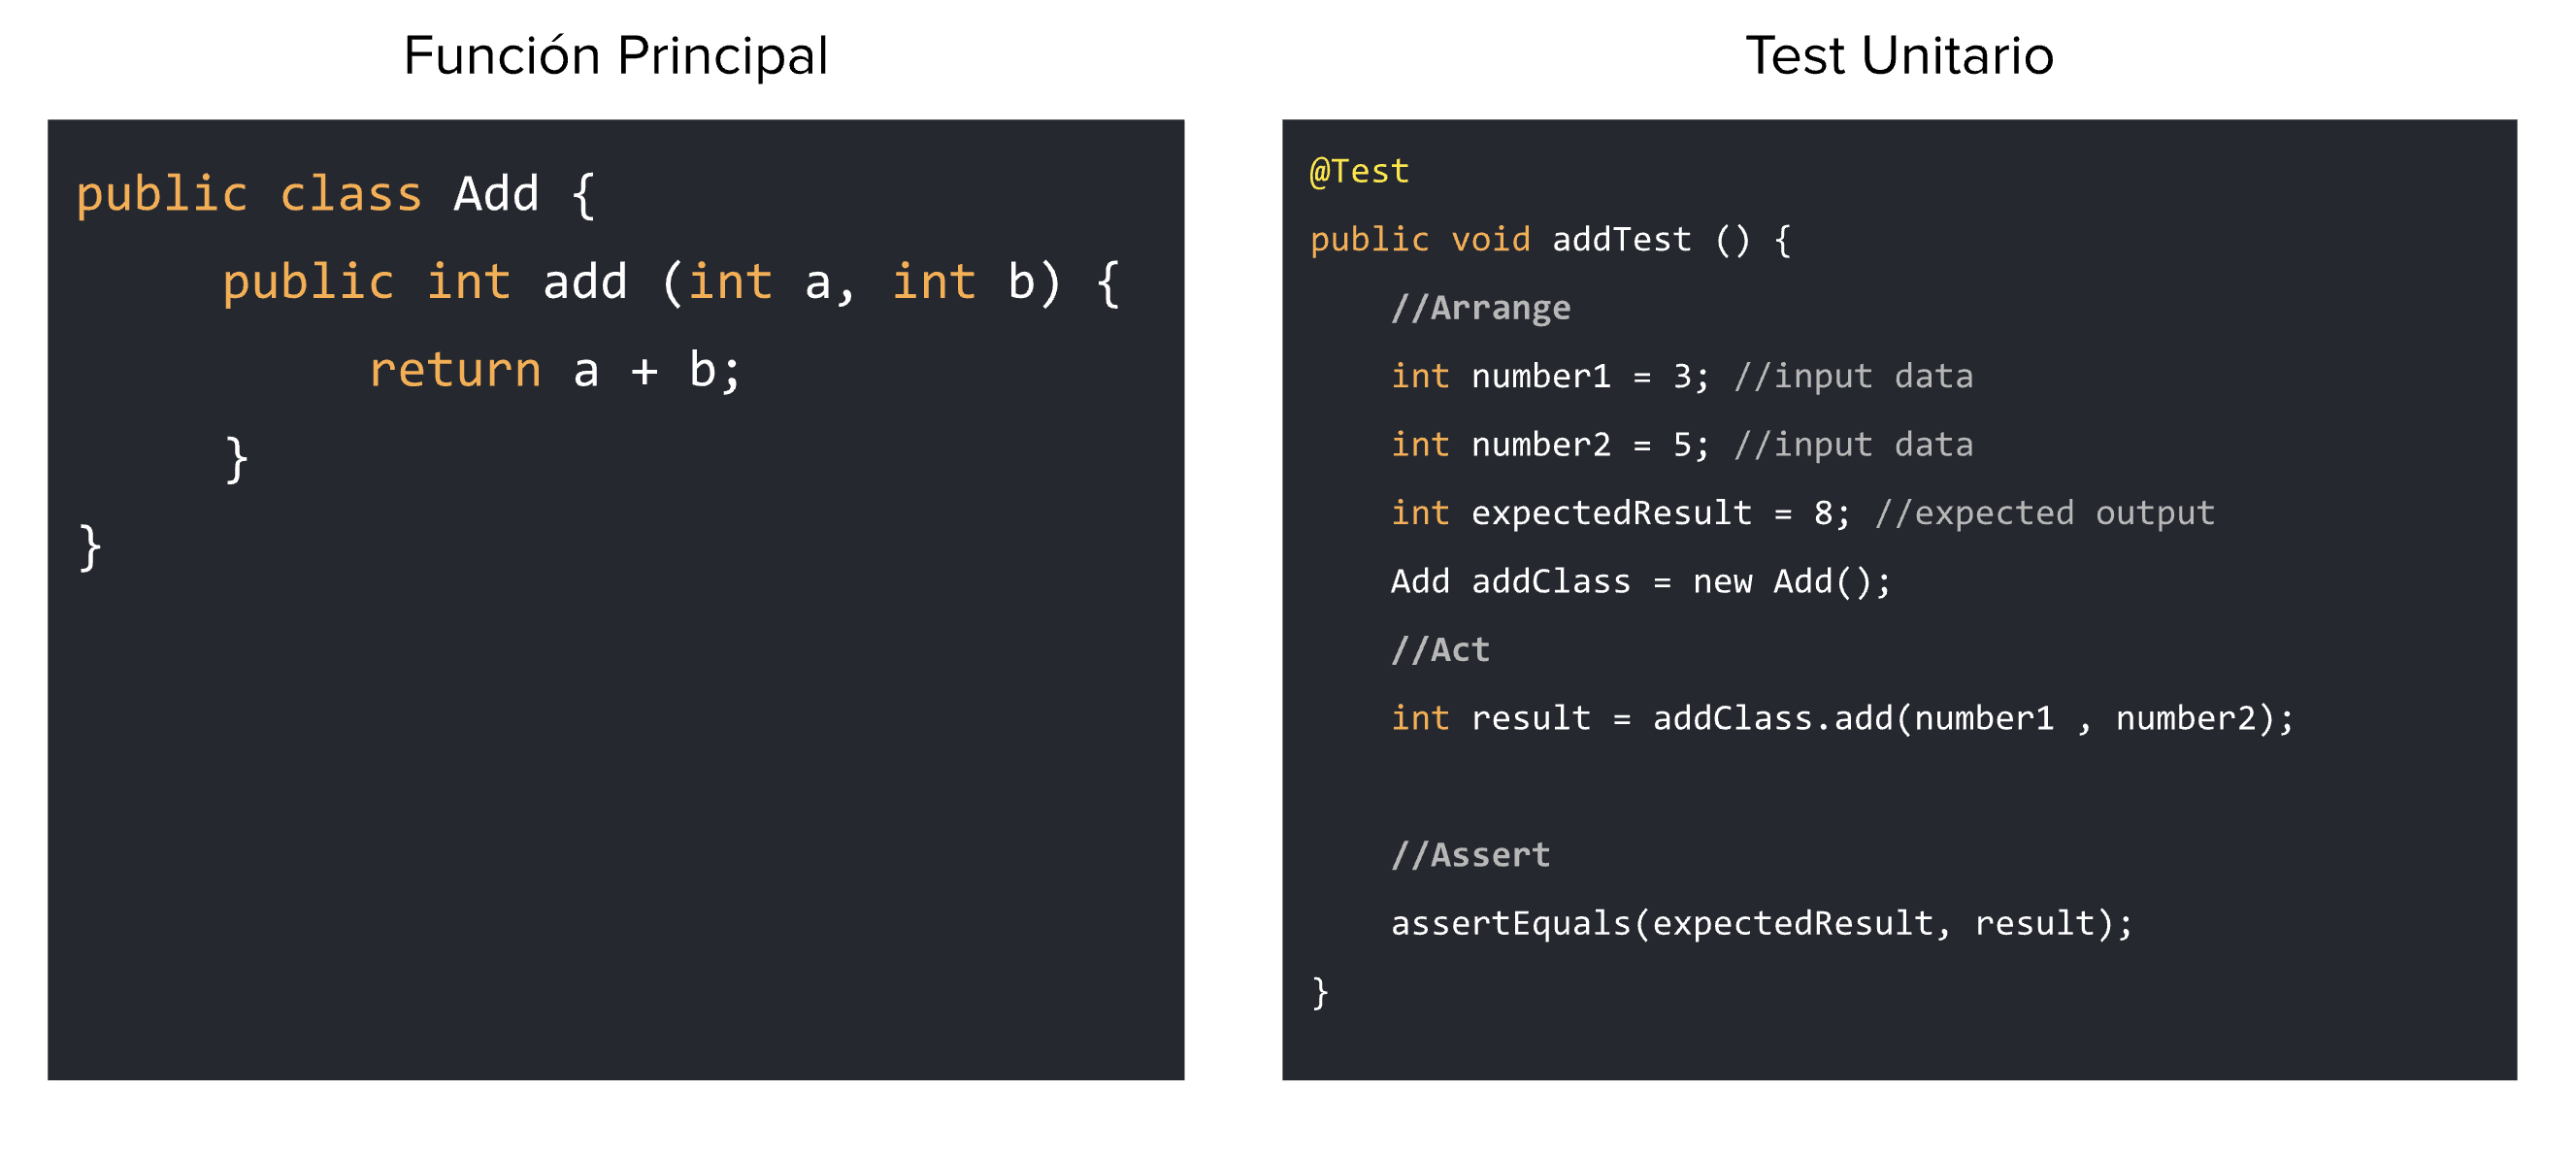 Función Principal
public class Add {
public int add (int a, int b) {
return a + b;
}
}
Test Unitario
@Test
public void addTest () {
//Arrange
int number1 = 3; //input data
int number2 = 5; //input data
int expectedResult = 8; //expected output
Add addClass = new Add();
//Act
int result = addClass.add(number1 , number2);
//Assert
assertEquals(expectedResult, result);
}